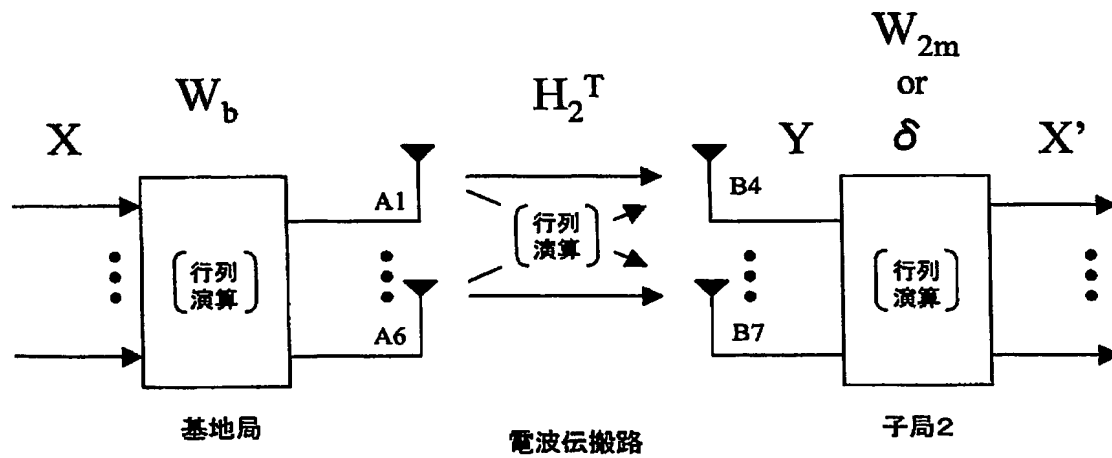 W2m
or
δ
X
Wb
H2T
Y
X'
A1
B4
行列
演算
行列
演算
行列
演算
A6
B7
基地局
電波伝搬路
子局2